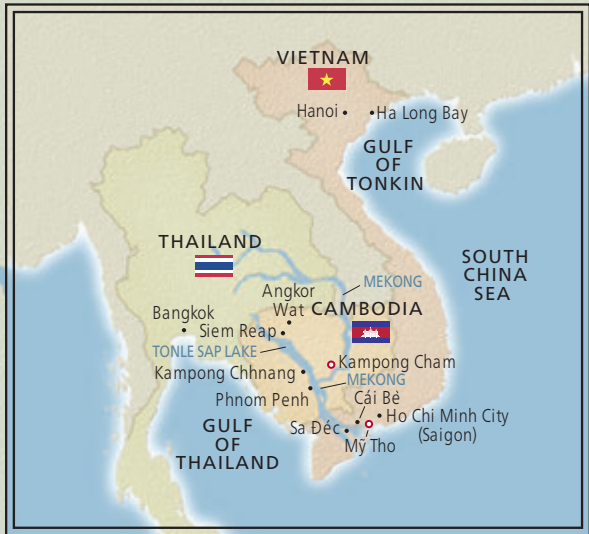 VIETNAM
Hanoi
Ha Long Bay
GULF
OF
TONKIN
THAILAND
SOUTH
CHINA
SEA
MEKONG
Angkor
Wat
CAMBODIA
Bangkok
Siem Reap
TONLE SAP LAKE
Kampong Cham
Kampong Chhnang
MEKONG
Phnom Penh
Cái Bè
Ho Chi Minh City
(Saigon)
GULF
OF
THAILAND
Sa Đéc
Mỹ Tho